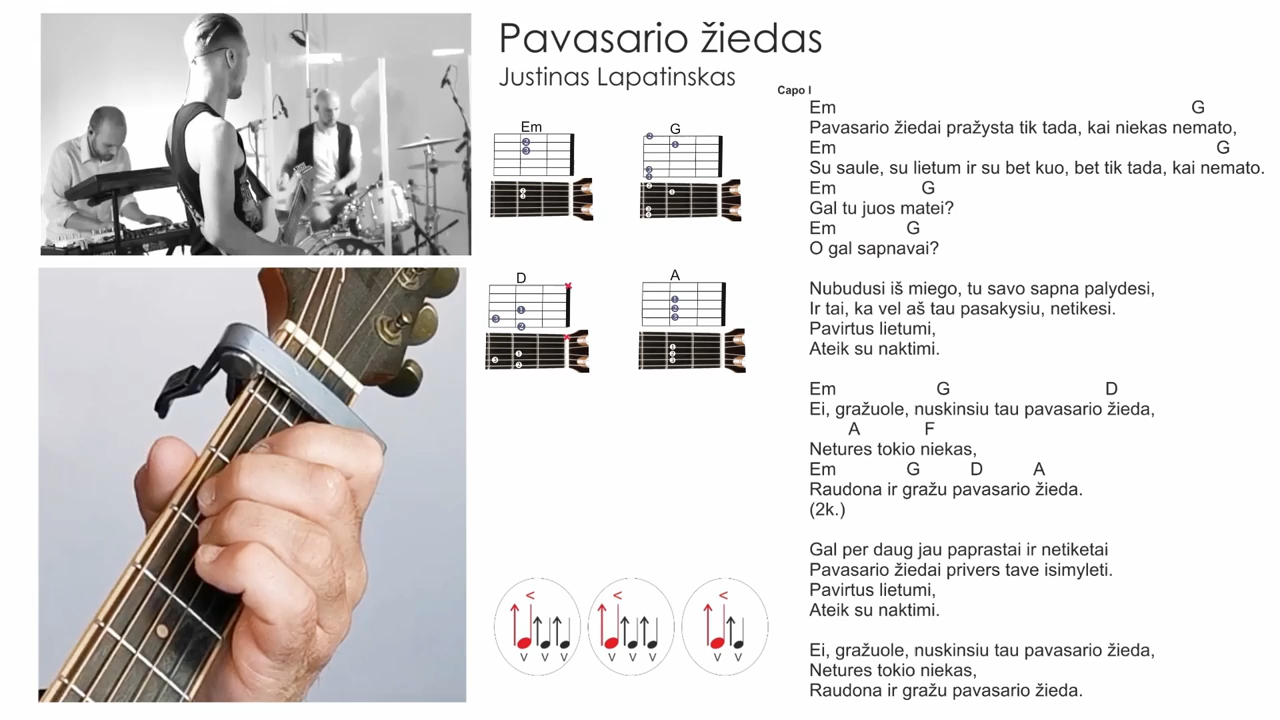 Pavasario žiedas
Justinas Lapatinskas
Capo I
Em G
D A
Em G
Pavasario žiedai pražysta tik tada, kai niekas nemato,
Em G
Su saule, su lietum ir su bet kuo, bet tik tada, kai nemato.
Em G
Gal tu juos matei?
Em G
O gal sapnavai?
Nubudusi iš miego, tu savo sapna palydesi,
Ir tai, ka vel aš tau pasakysiu, netikesi.
Pavirtus lietumi,
Ateik su naktimi.
Em G D
Ei, gražuole, nuskinsiu tau pavasario žieda,
A F
Netures tokio niekas,
Em G D A
Raudona ir gražu pavasario žieda.
(2k.)
Gal per daug jau paprastai ir netiketai
Pavasario žiedai privers tave isimyleti.
Pavirtus lietumi,
Ateik su naktimi.
Ei, gražuole, nuskinsiu tau pavasario žieda,
Netures tokio niekas,
Raudona ir gražu pavasario žieda.